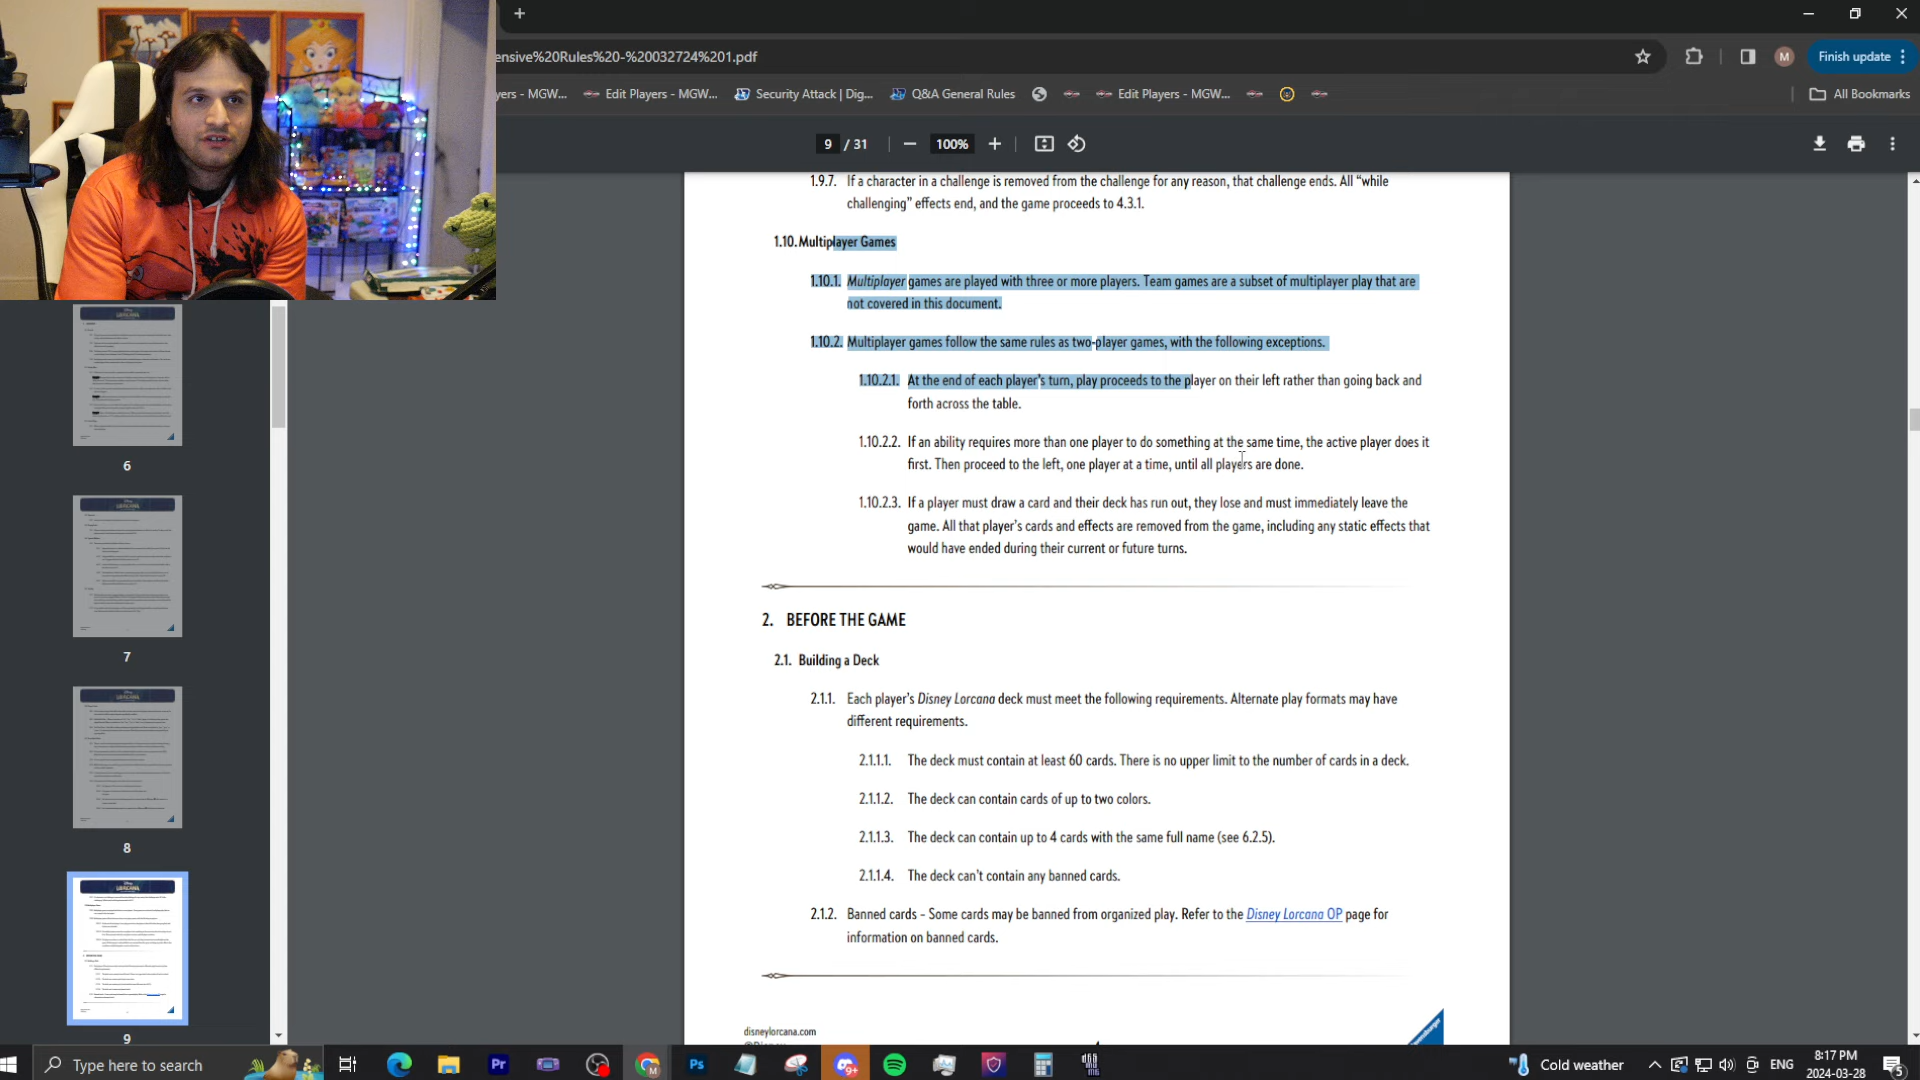 ensive%20Rules%20-%20032724%201.pdf
Finish update
M
yers - MGW...
Edit Players - MGW...
Security Attack | Dig...
Q&A General Rules
Edit Players - MGW...
All Bookmarks
9 / 31
100%
1.9.7. If a character in a challenge is removed from the challenge for any reason, that challenge ends. All “while
challenging” effects end, and the game proceeds to 4.3.1.
1.10. Multiplayer Games
1.10.1. Multiplayer games are played with three or more players. Team games are a subset of multiplayer play that are
not covered in this document.
1.10.2. Multiplayer games follow the same rules as two-player games, with the following exceptions.
1.10.2.1. At the end of each player’s turn, play proceeds to the player on their left rather than going back and
forth across the table.
1.10.2.2. If an ability requires more than one player to do something at the same time, the active player does it
first. Then proceed to the left, one player at a time, until all players are done.
1.10.2.3. If a player must draw a card and their deck has run out, they lose and must immediately leave the
game. All that player’s cards and effects are removed from the game, including any static effects that
would have ended during their current or future turns.
2. BEFORE THE GAME
2.1. Building a Deck
2.1.1. Each player’s Disney Lorcana deck must meet the following requirements. Alternate play formats may have
different requirements.
2.1.1.1. The deck must contain at least 60 cards. There is no upper limit to the number of cards in a deck.
2.1.1.2. The deck can contain cards of up to two colors.
2.1.1.3. The deck can contain up to 4 cards with the same full name (see 6.2.5).
2.1.1.4. The deck can’t contain any banned cards.
2.1.2. Banned cards – Some cards may be banned from organized play. Refer to the Disney Lorcana OP page for
information on banned cards.
disneylorcana.com
6
7
8
9
Type here to search
Pr
Ps
9+
Cold weather
ENG
8:17 PM
2024-03-28
5